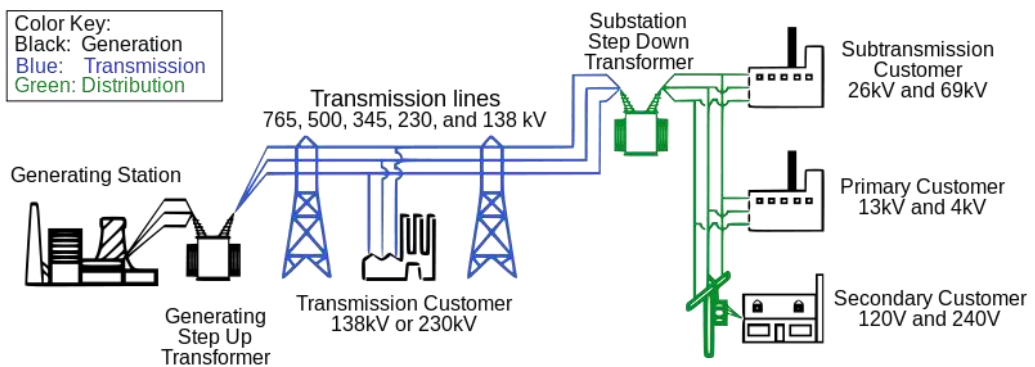 Color Key:
Black: Generation
Blue: Transmission
Green: Distribution
Generating Station
Generating
Step Up
Transformer
Transmission lines
765, 500, 345, 230, and 138 kV
Transmission Customer
138kV or 230kV
Substation
Step Down
Transformer
Subtransmission
Customer
26kV and 69kV
Primary Customer
13kV and 4kV
Secondary Customer
120V and 240V